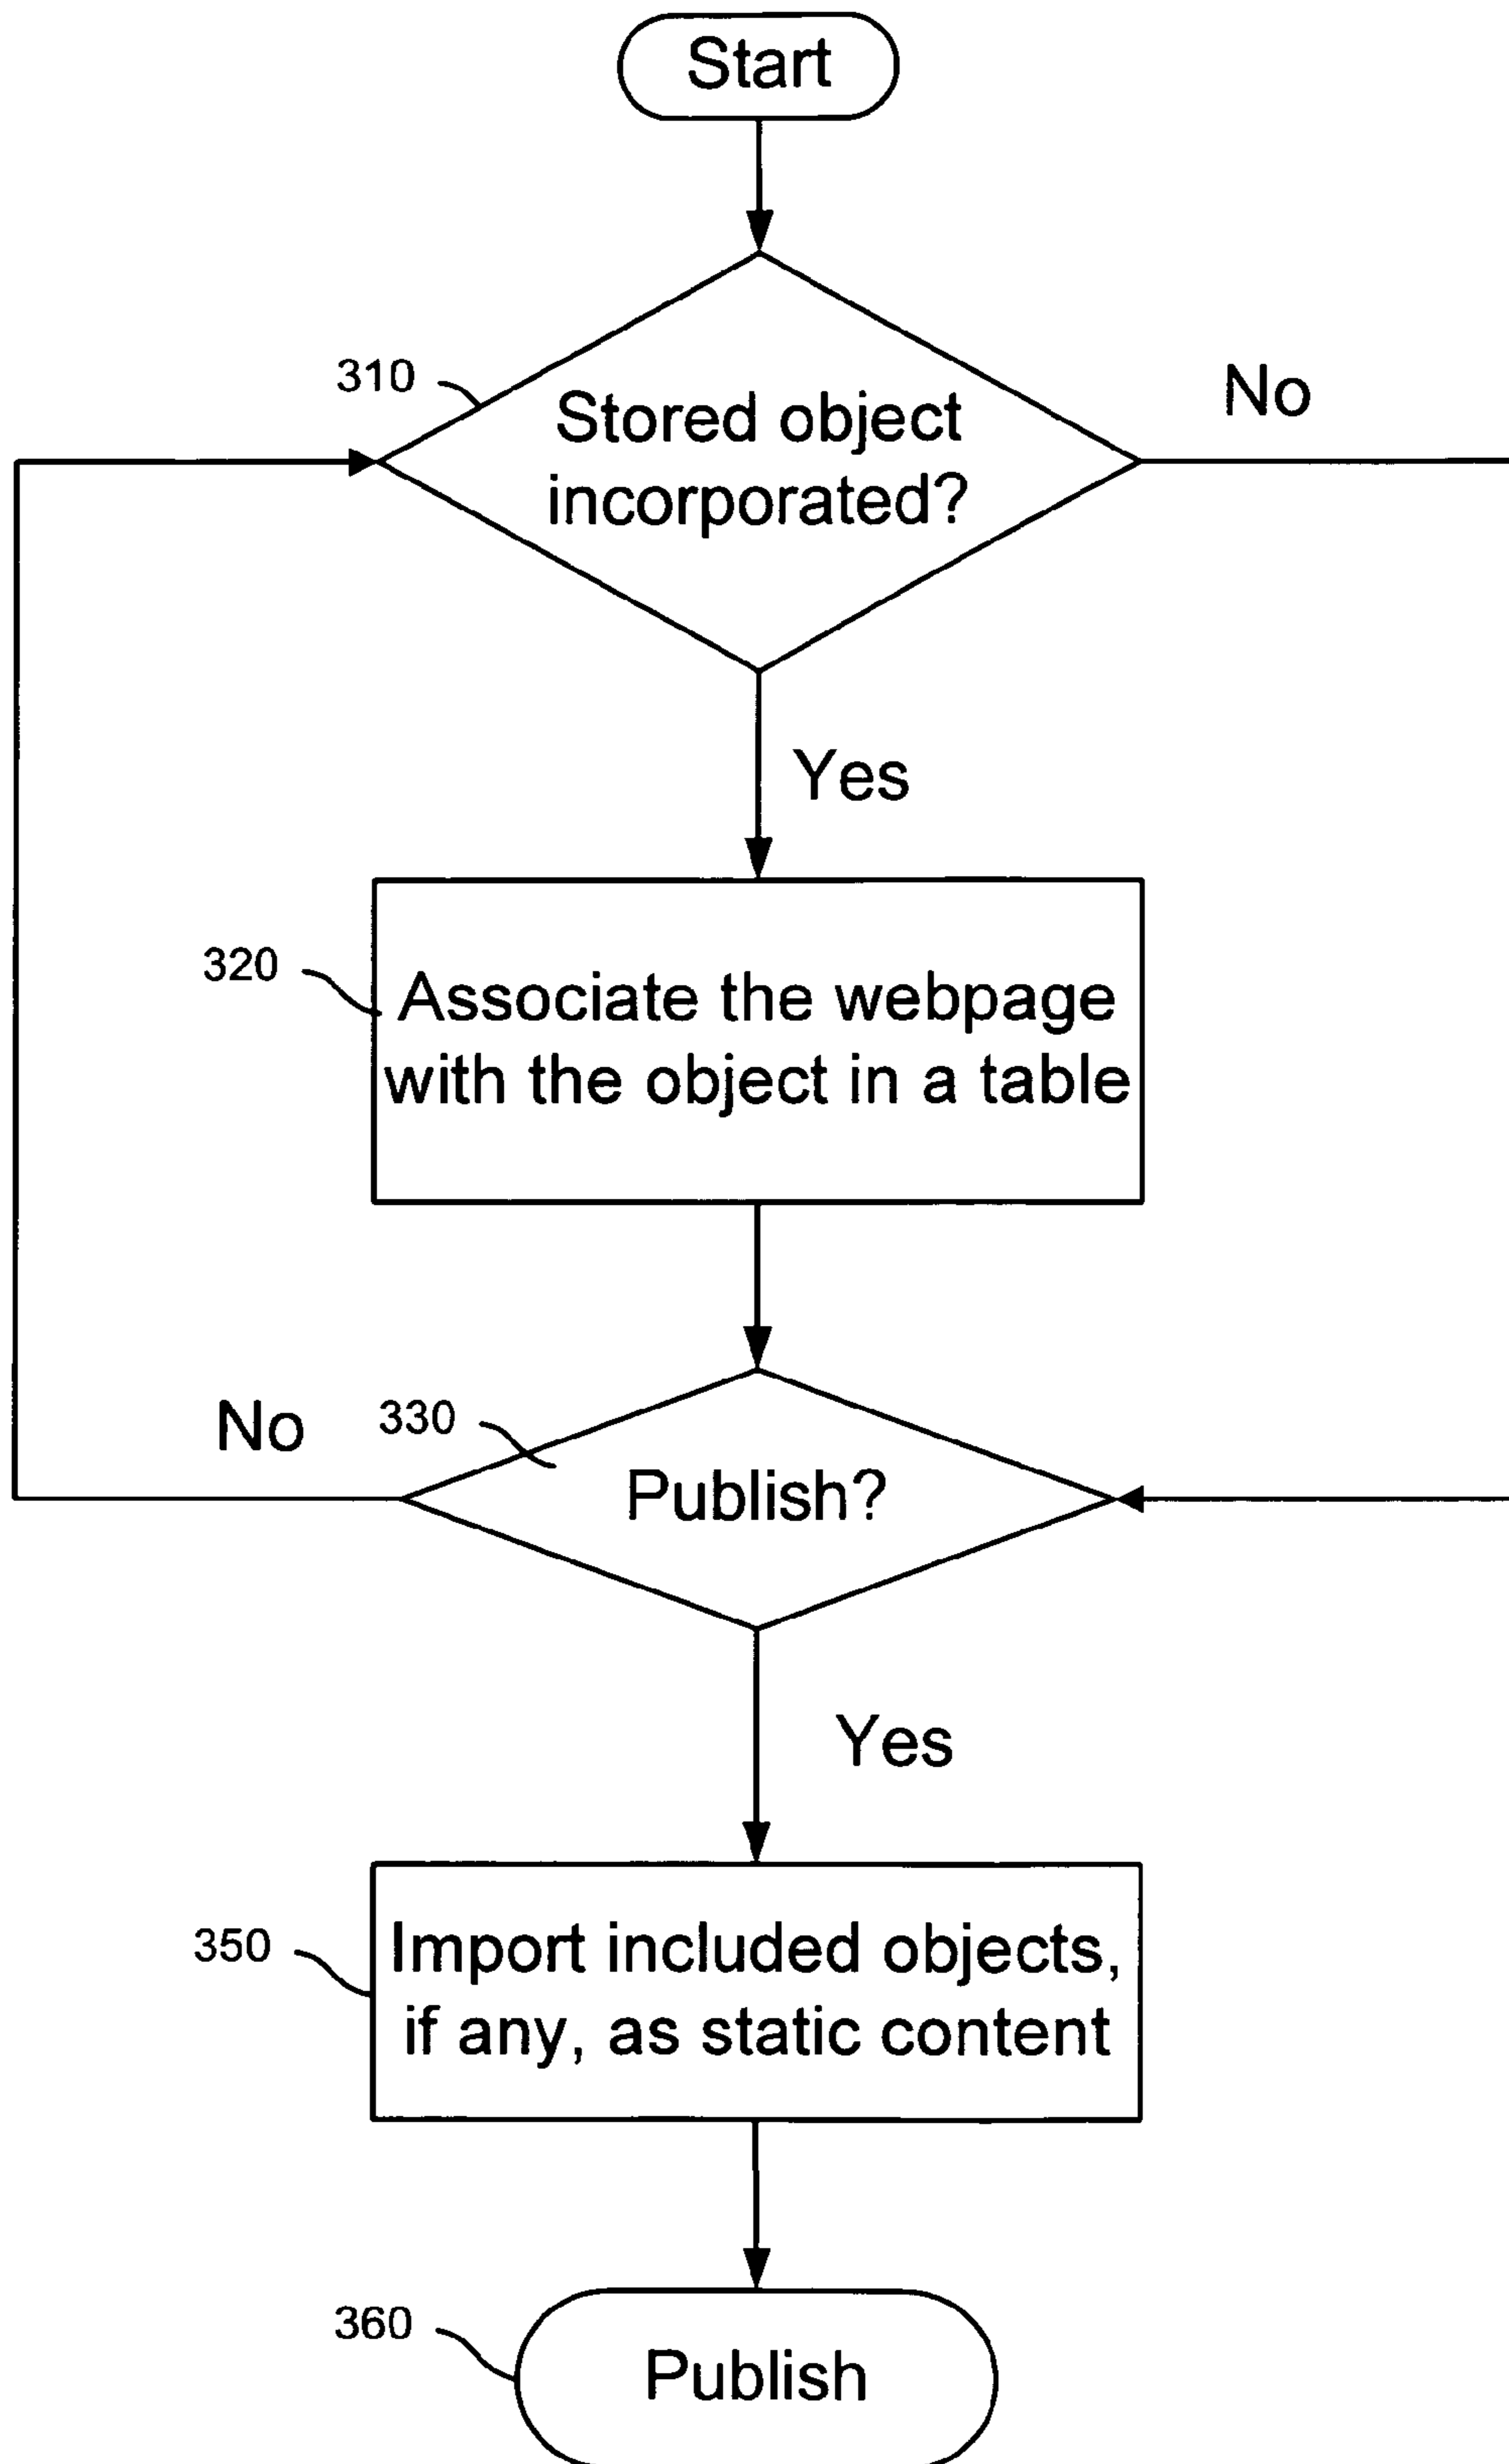 Start
310
Stored object
incorporated?
No
Yes
320
Associate the webpage
with the object in a table
No
330
Publish?
Yes
350
Import included objects,
if any, as static content
360
Publish